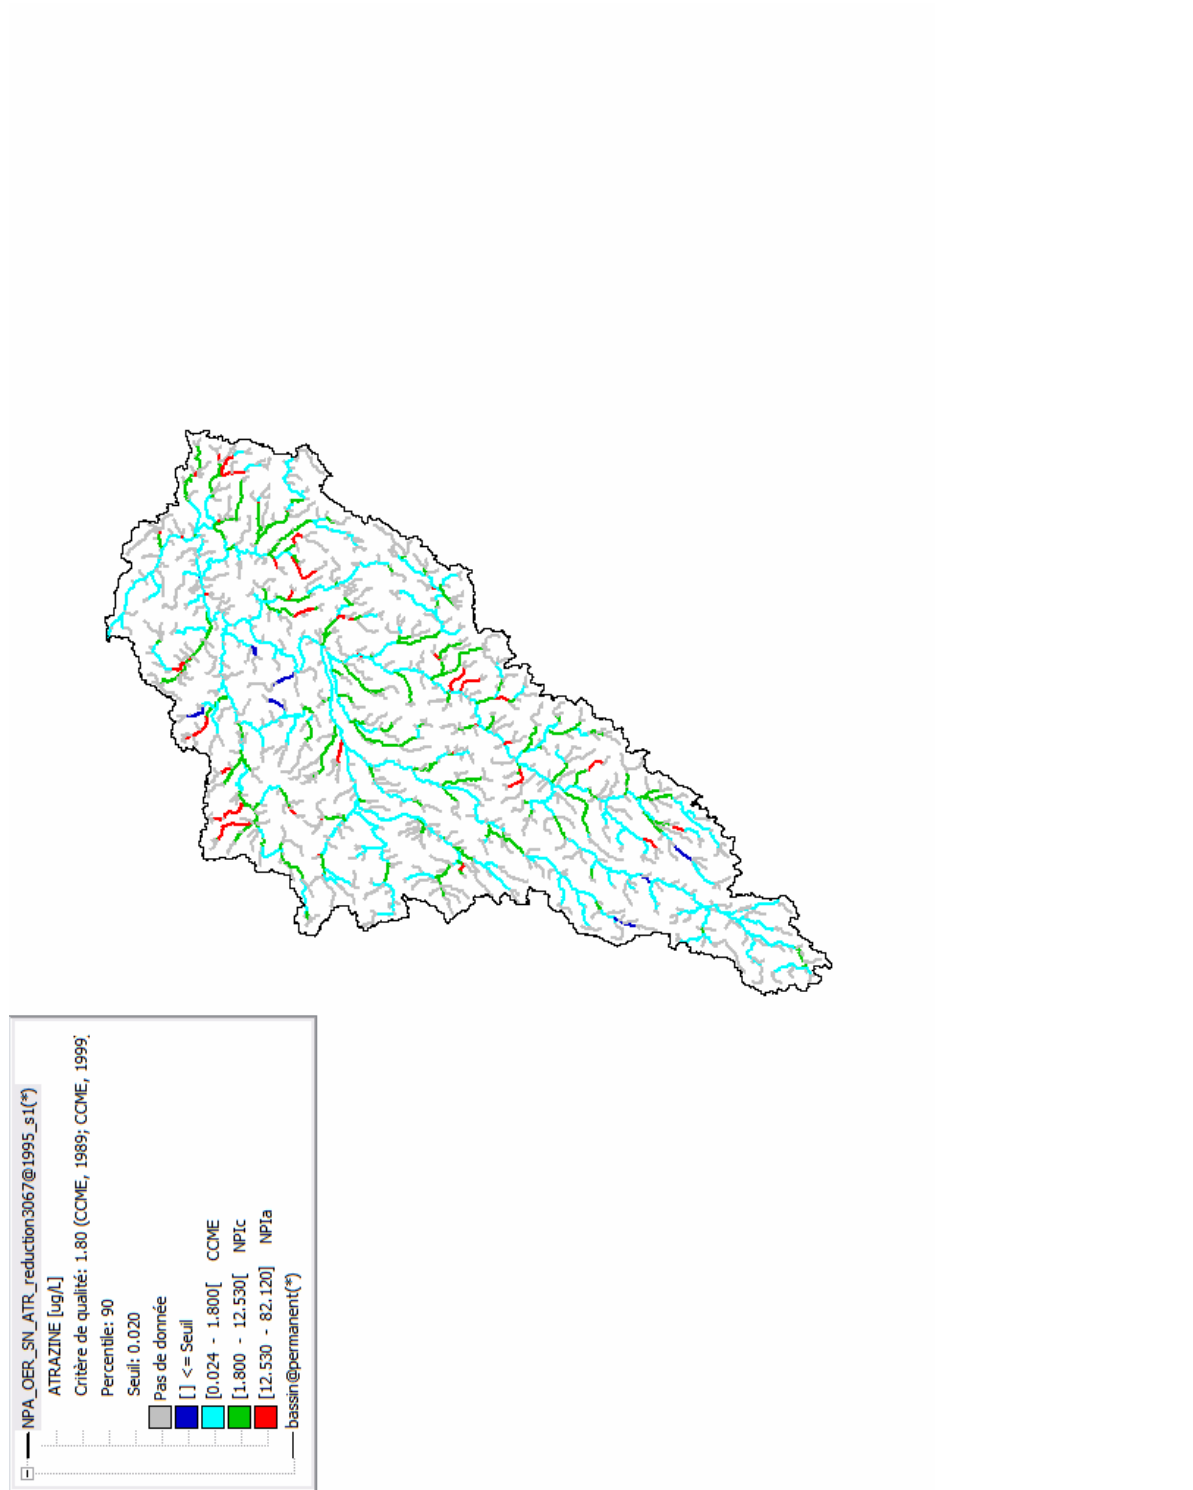 NPA_OER_SN_ATR_reduction3067@1995_s1(*)
ATRAZINE [ug/L]
Critère de qualité: 1.80 (CCME, 1989; CCME, 1999)
Percentile: 90
Seuil: 0.020
Pas de donnée
[ ] <= Seuil
[0.024 - 1.800[ CCME
[1.800 - 12.530[ NPIc
[12.530 - 82.120] NPIa
bassin@permanent(*)